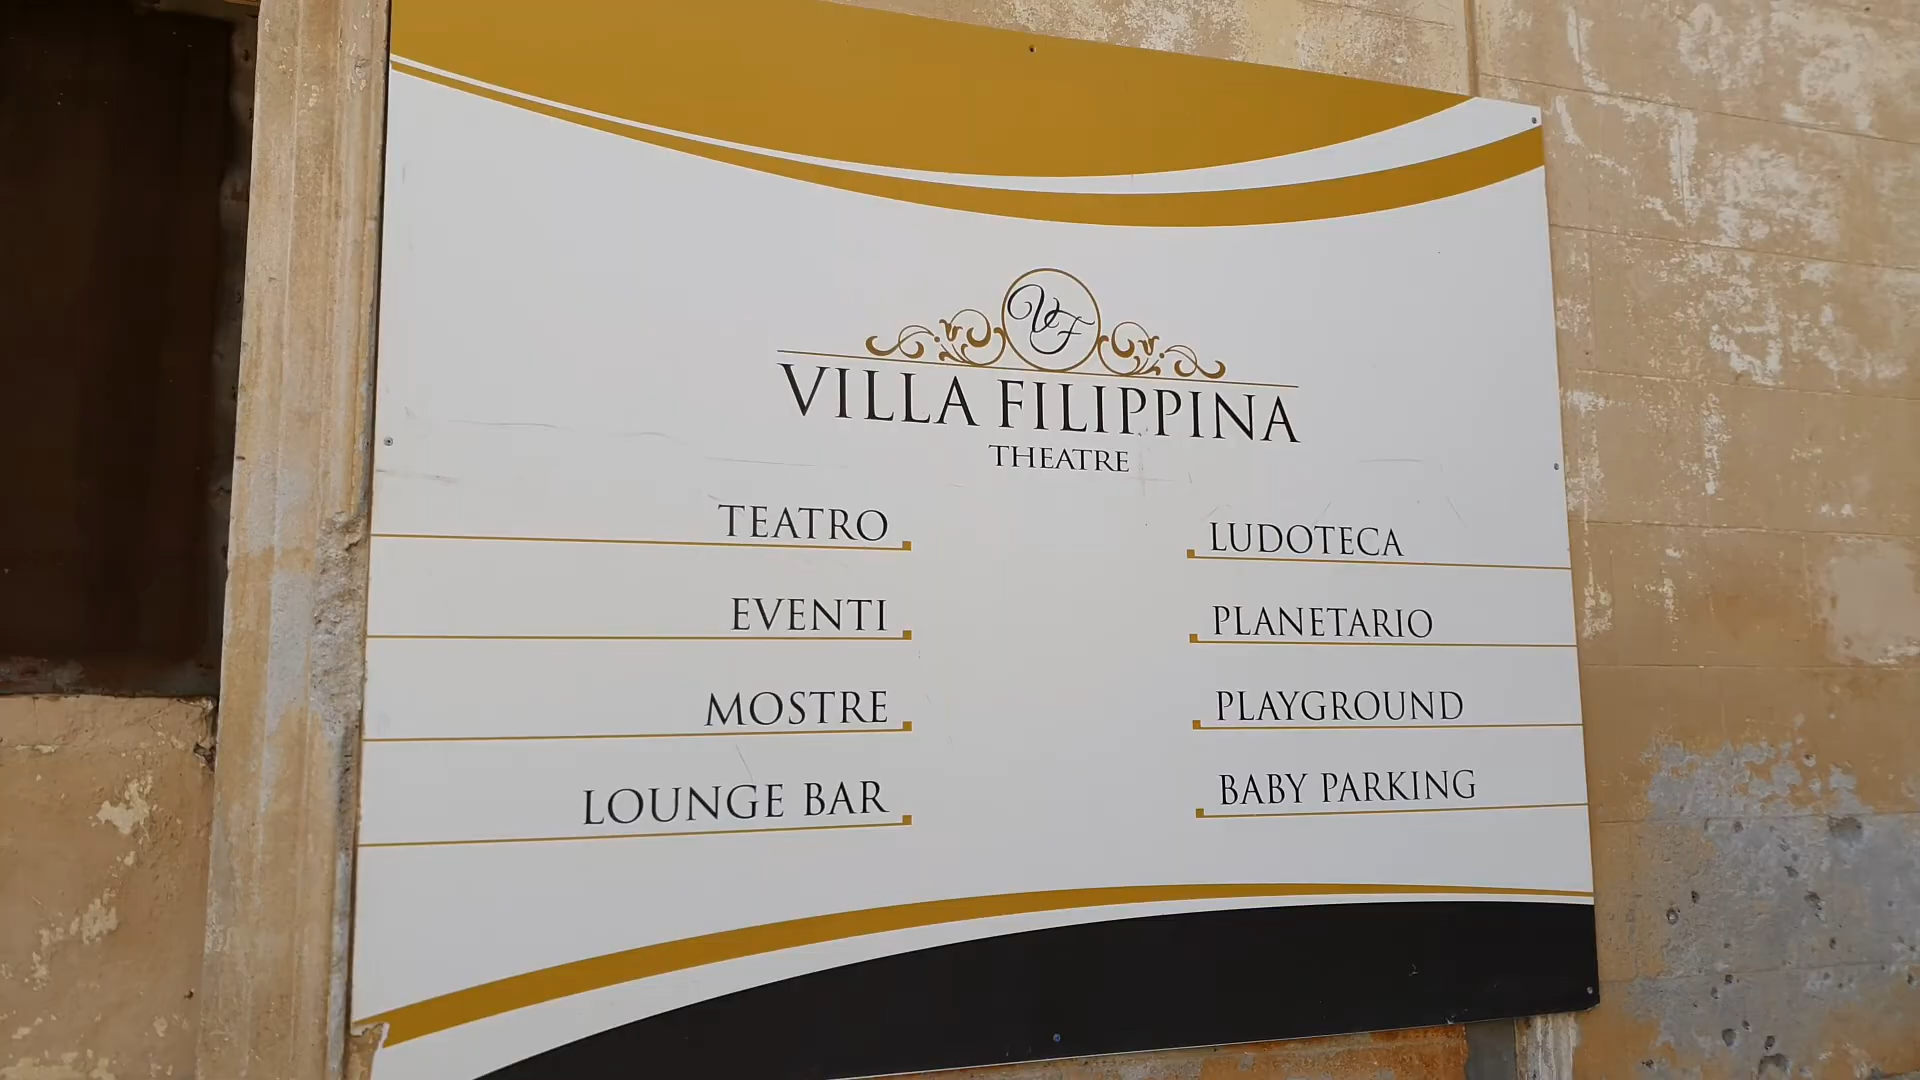 VF
VILLA FILIPPINA
THEATRE
TEATRO
EVENTI
MOSTRE
LOUNGE BAR
LUDOTECA
PLANETARIO
PLAYGROUND
BABY PARKING